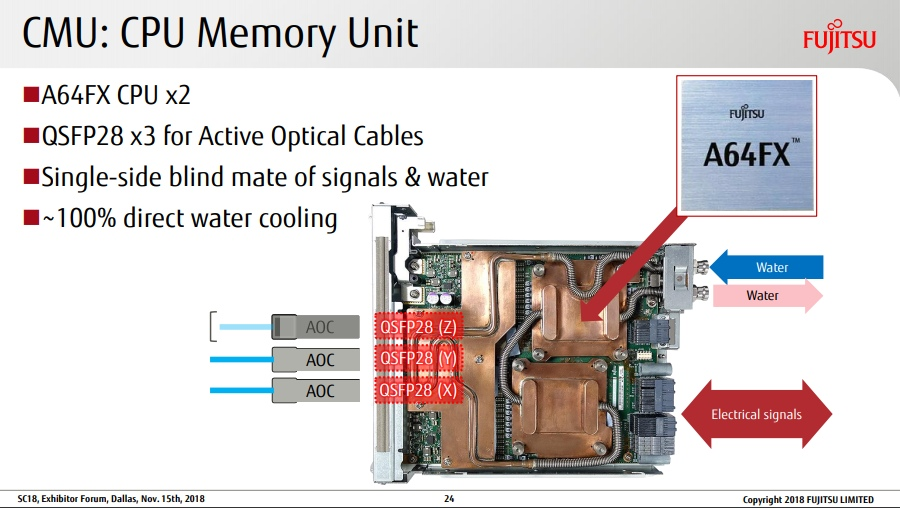 CMU: CPU Memory Unit
FUJITSU
A64FX CPU x2
QSFP28 x3 for Active Optical Cables
Single-side blind mate of signals & water
~100% direct water cooling
FUJITSU
A64FX™
Water
Water
AOC
QSFP28 (Z)
AOC
QSFP28 (Y)
AOC
QSFP28 (X)
Electrical signals
SC18, Exhibitor Forum, Dallas, Nov. 15th, 2018
24
Copyright 2018 FUJITSU LIMITED